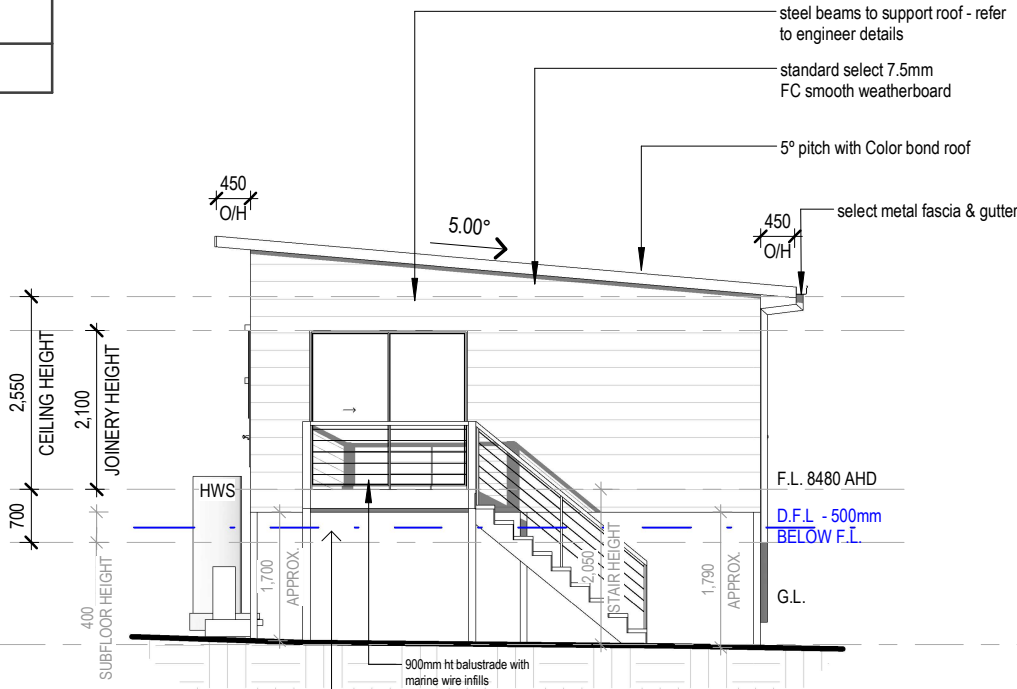 steel beams to support roof - refer
to engineer details
standard select 7.5mm
FC smooth weatherboard
5º pitch with Color bond roof
select metal fascia & gutter
450
O/H
5.00°
450
O/H
2,550
CEILING HEIGHT
2,100
JOINERY HEIGHT
HWS
700
400
SUBFLOOR HEIGHT
1,700
APPROX.
2,050
STAIR HEIGHT
1,790
APPROX.
F.L. 8480 AHD
D.F.L - 500mm
BELOW F.L.
G.L.
900mm ht balustrade with
marine wire infills